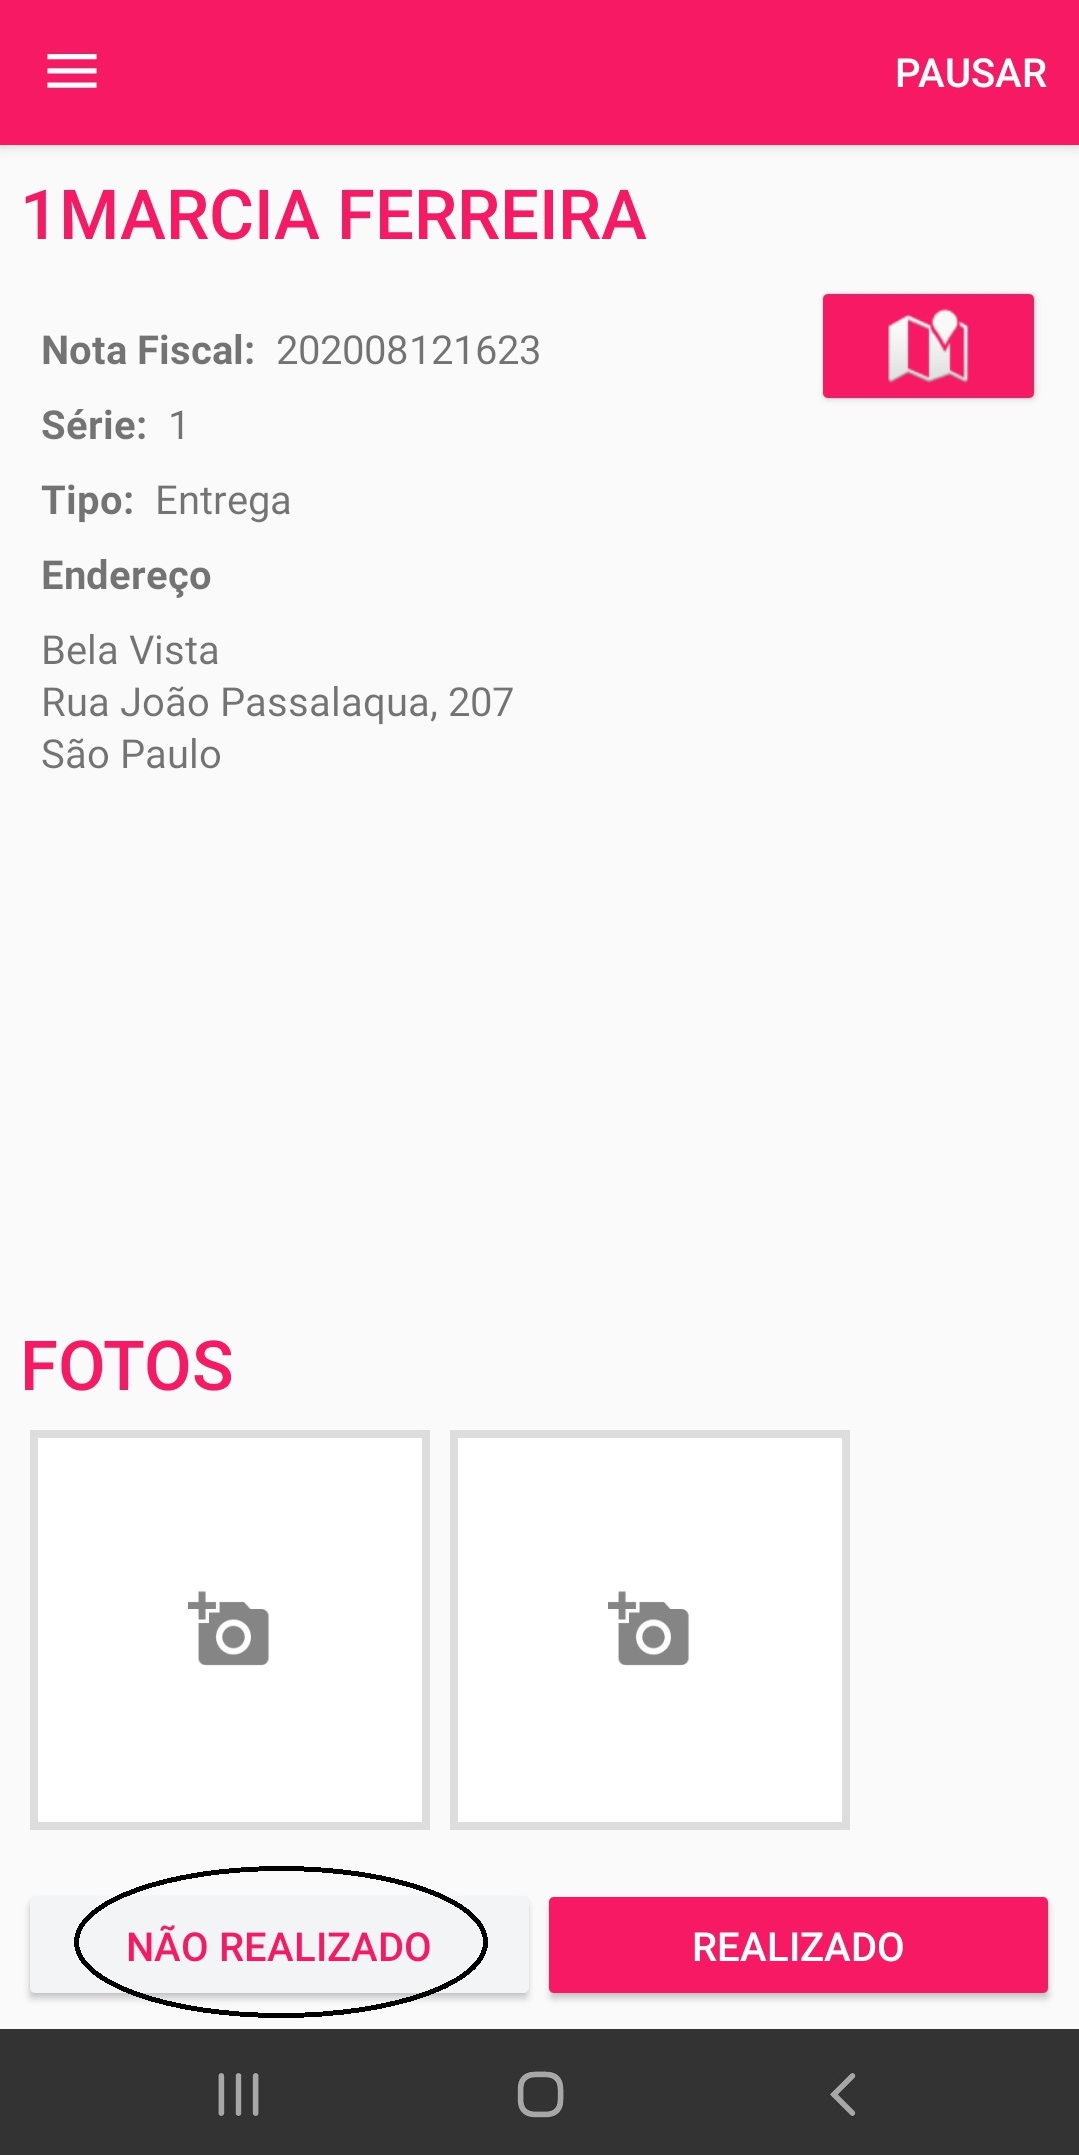 PAUSAR
1MARCIA FERREIRA
Nota Fiscal: 202008121623
Série: 1
Tipo: Entrega
Endereço
Bela Vista
Rua João Passalaqua, 207
São Paulo
FOTOS
NÃO REALIZADO
REALIZADO